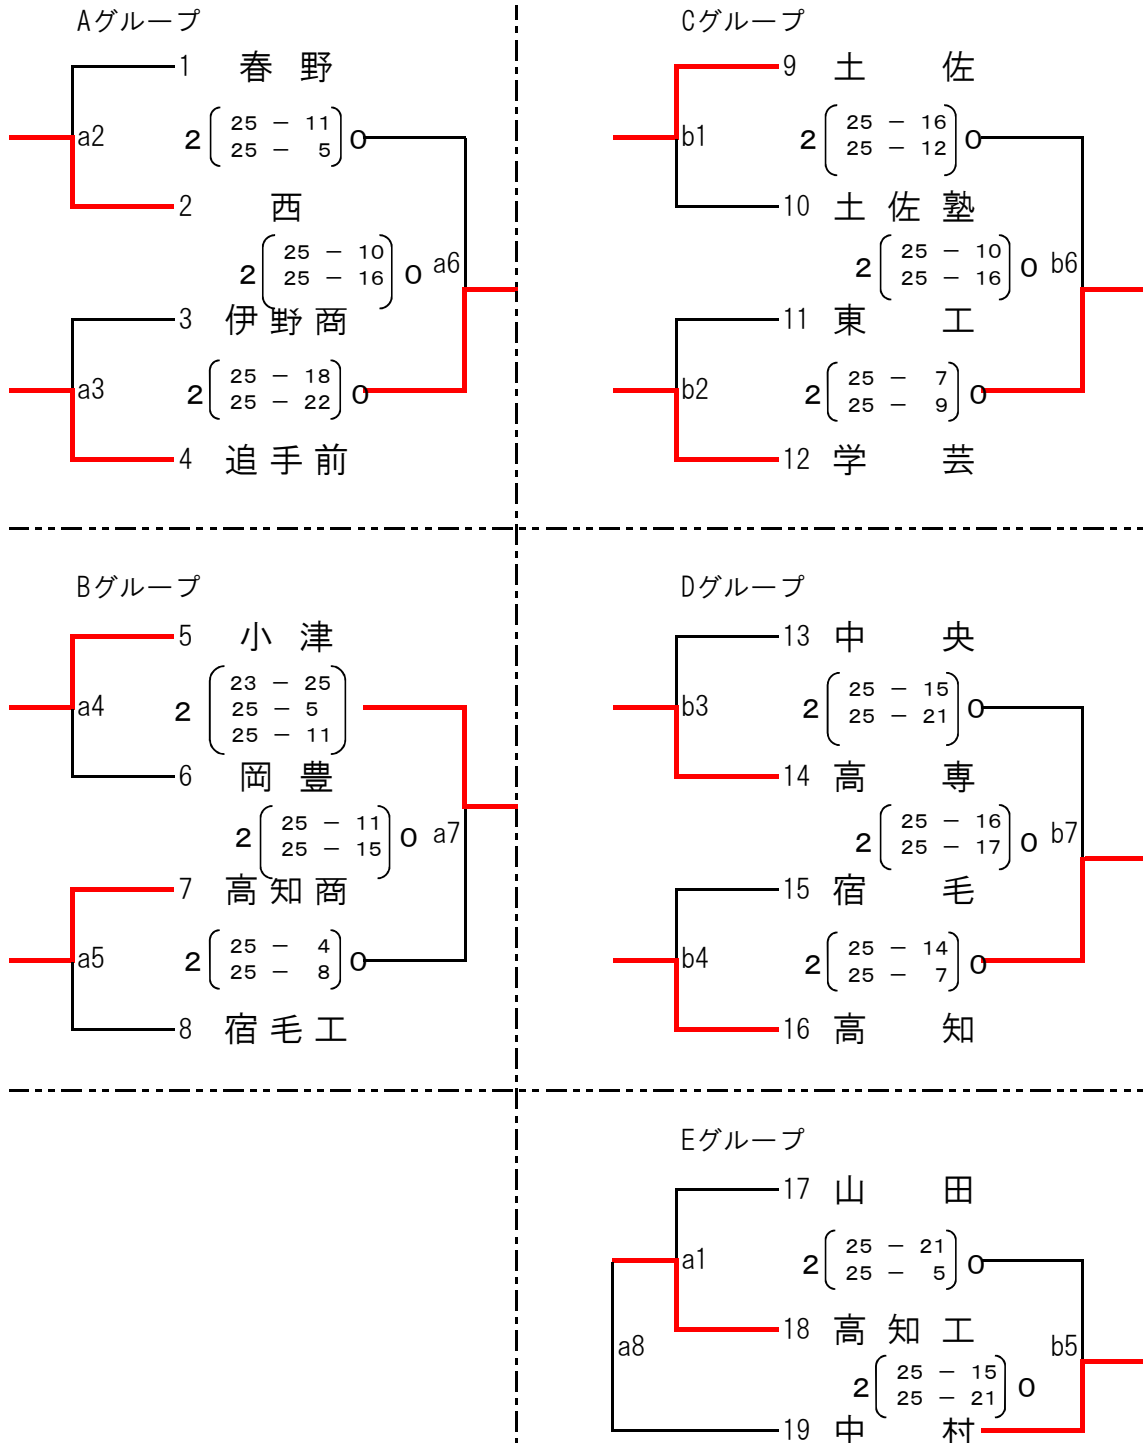 Aグループ
1 春野
a2
2 25 － 11 0
25 － 5
2 西
2 25 － 10 0
25 － 16
a6
3 伊野商
a3
2 25 － 18 0
25 － 22
4 追手前
Cグループ
9 土佐
b1
2 25 － 16 0
25 － 12
10 土佐塾
2 25 － 10 0
25 － 16
b6
11 東工
b2
2 25 － 7 0
25 － 9
12 学芸
Bグループ
5 小津
a4
2 23 － 25
25 － 5
25 － 11
6 岡豊
2 25 － 11 0
25 － 15
a7
7 高知商
a5
2 25 － 4 0
25 － 8
8 宿毛工
Dグループ
13 中央
b3
2 25 － 15 0
25 － 21
14 高専
2 25 － 16 0
25 － 17
b7
15 宿毛
b4
2 25 － 14 0
25 － 7
16 高知
Eグループ
17 山田
a1
2 25 － 21 0
25 － 5
18 高知工
a8
2 25 － 15 0
25 － 21
b5
19 中村